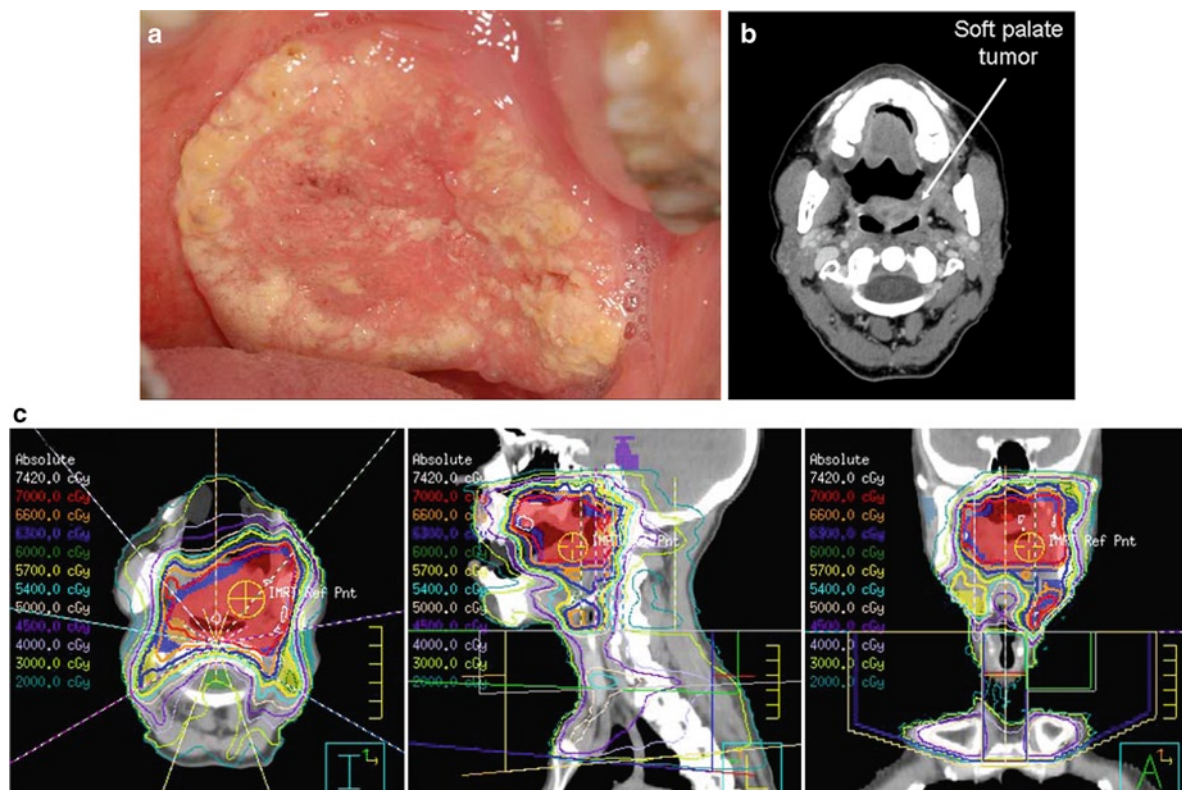 a
b
Soft palate
tumor
c
Absolute
7420.0 cGy
7000.0 cGy
6600.0 cGy
6300.0 cGy
6000.0 cGy
5700.0 cGy
5400.0 cGy
5000.0 cGy
4500.0 cGy
4000.0 cGy
3000.0 cGy
2000.0 cGy
IMRT Ref Pnt
I
Absolute
7420.0 cGy
7000.0 cGy
6600.0 cGy
6300.0 cGy
6000.0 cGy
5700.0 cGy
5400.0 cGy
5000.0 cGy
4500.0 cGy
4000.0 cGy
3000.0 cGy
2000.0 cGy
IMRT Ref Pnt
L
Absolute
7420.0 cGy
7000.0 cGy
6600.0 cGy
6300.0 cGy
6000.0 cGy
5700.0 cGy
5400.0 cGy
5000.0 cGy
4500.0 cGy
4000.0 cGy
3000.0 cGy
2000.0 cGy
IMRT Ref Pnt
A